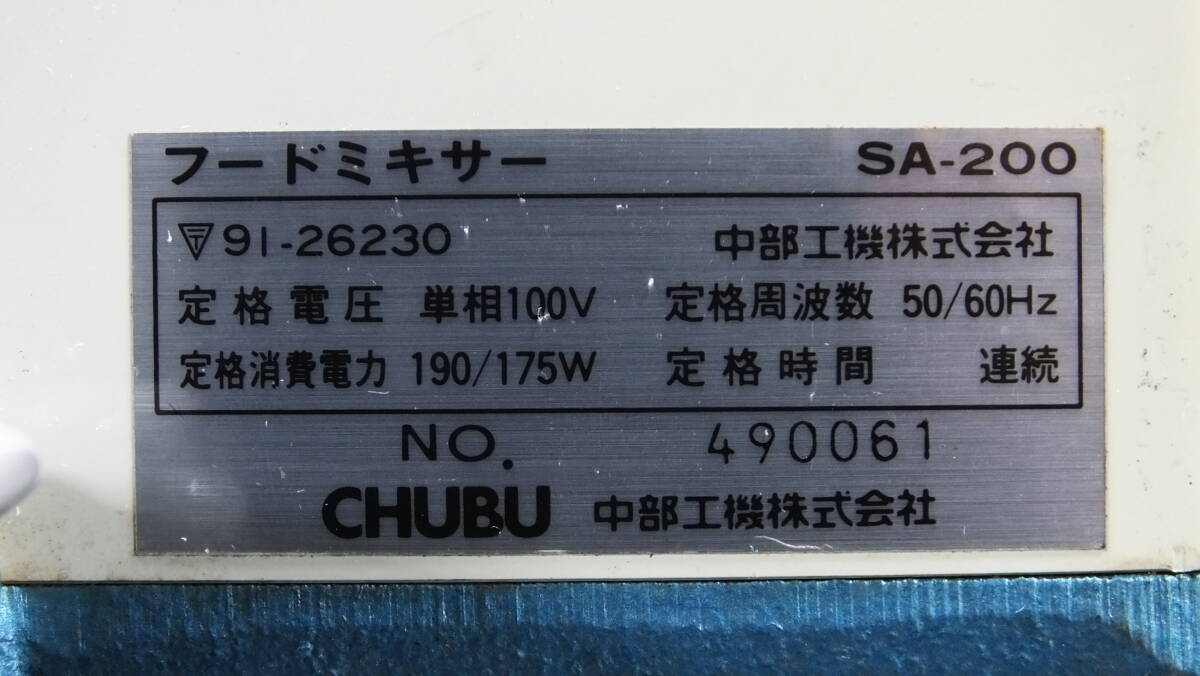 フードミキサー SA-200
〒91-26230 中部工機株式会社
定格電圧 単相100V 定格周波数 50/60Hz
定格消費電力 190/175W 定格時間 連続
NO. 490061
CHUBU 中部工機株式会社